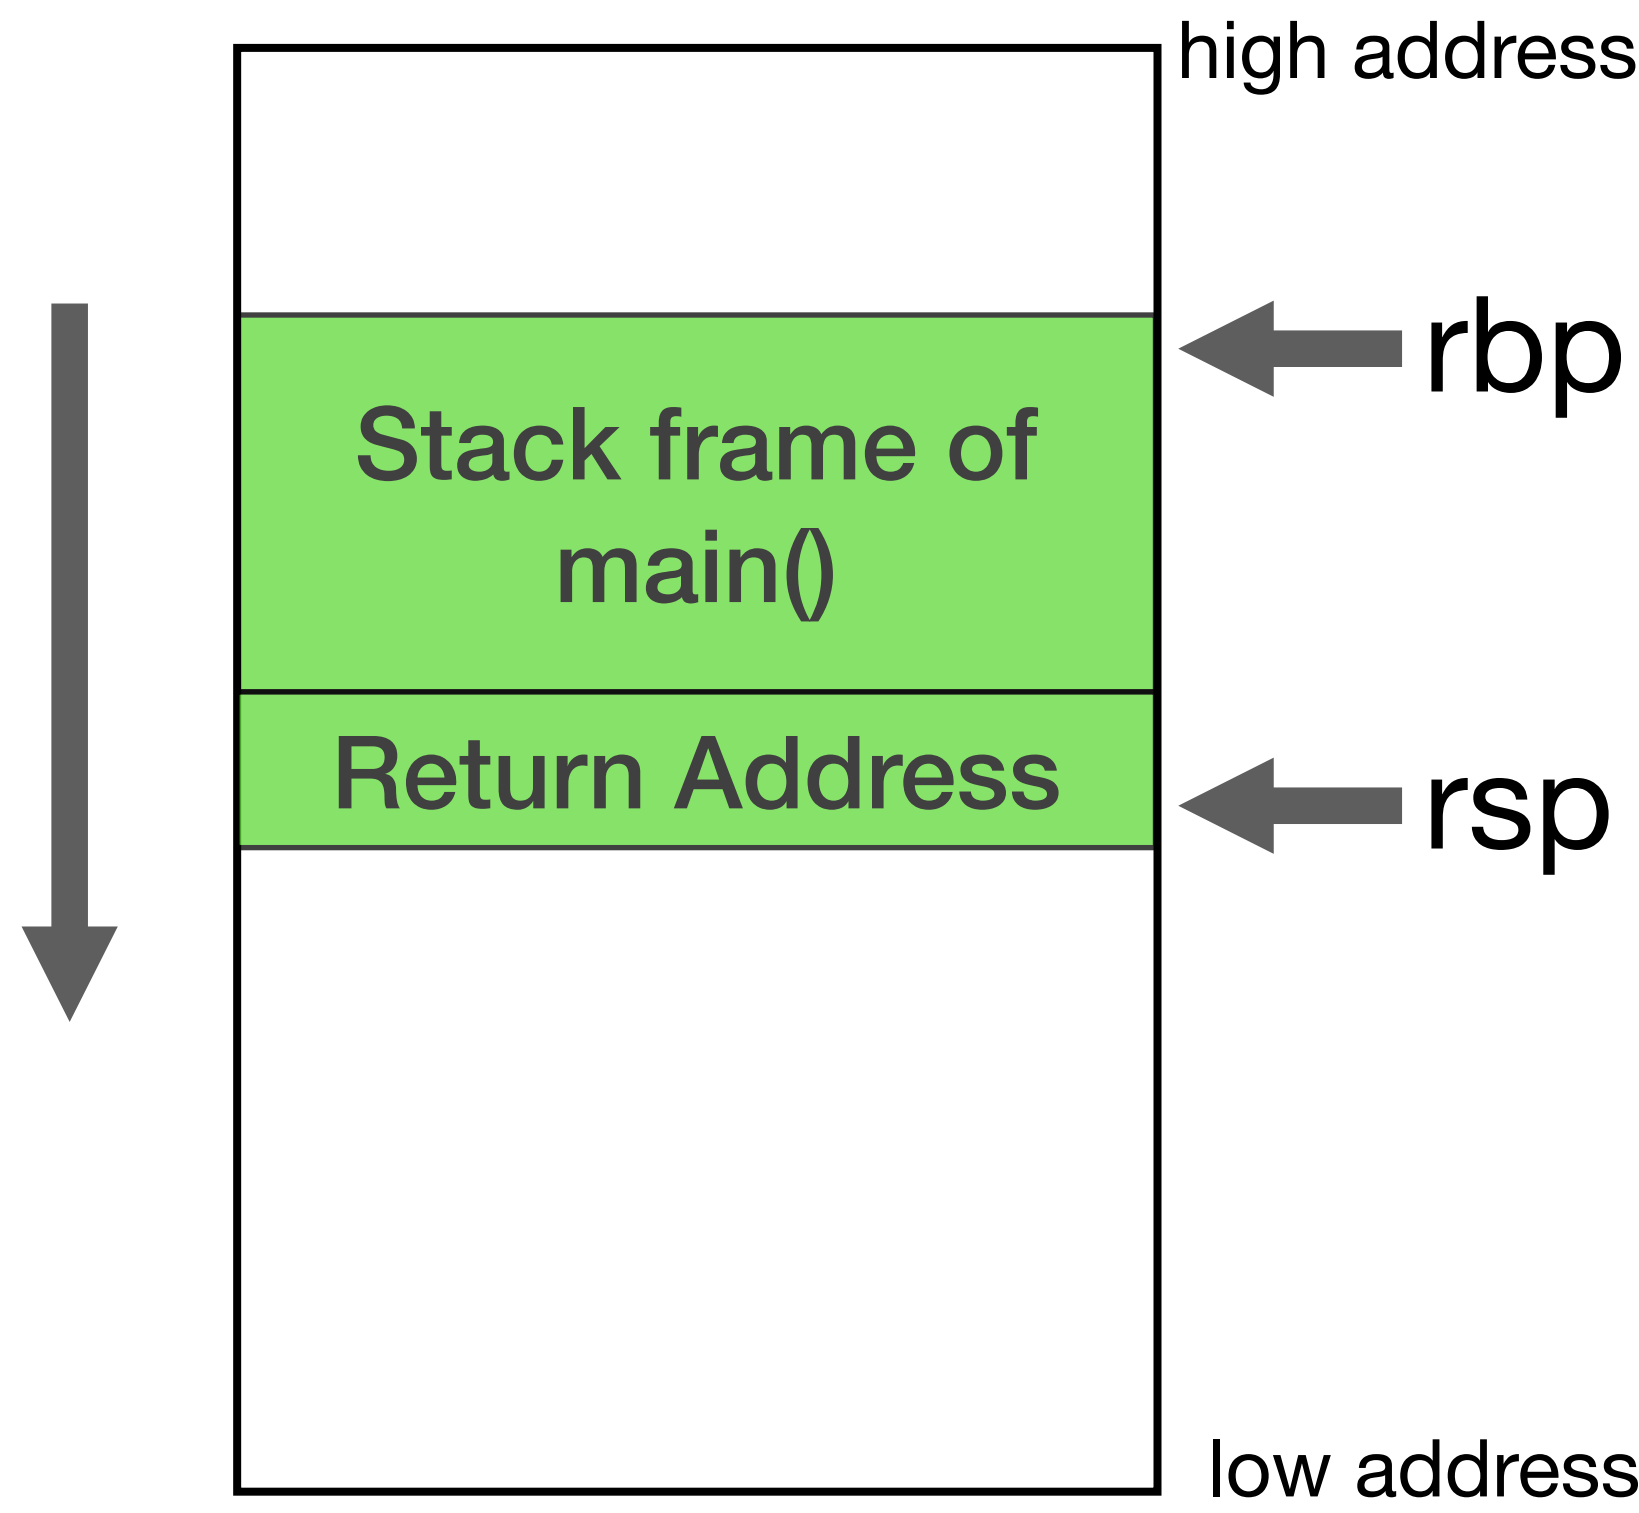 high address
rbp
Stack frame of
main()
Return Address
rsp
low address